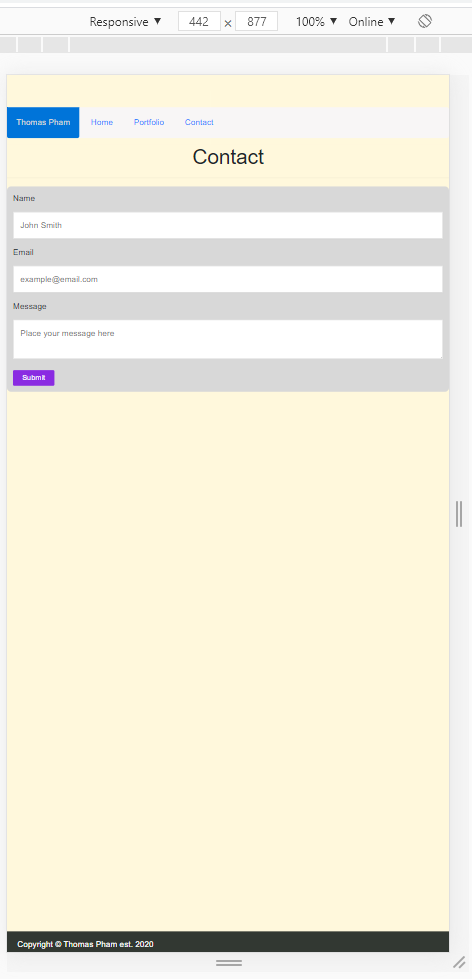 Responsive ▼ 442 × 877 100% ▼ Online ▼
Thomas Pham Home Portfolio Contact
Contact
Name
John Smith
Email
example@email.com
Message
Place your message here
Submit
Copyright © Thomas Pham est. 2020